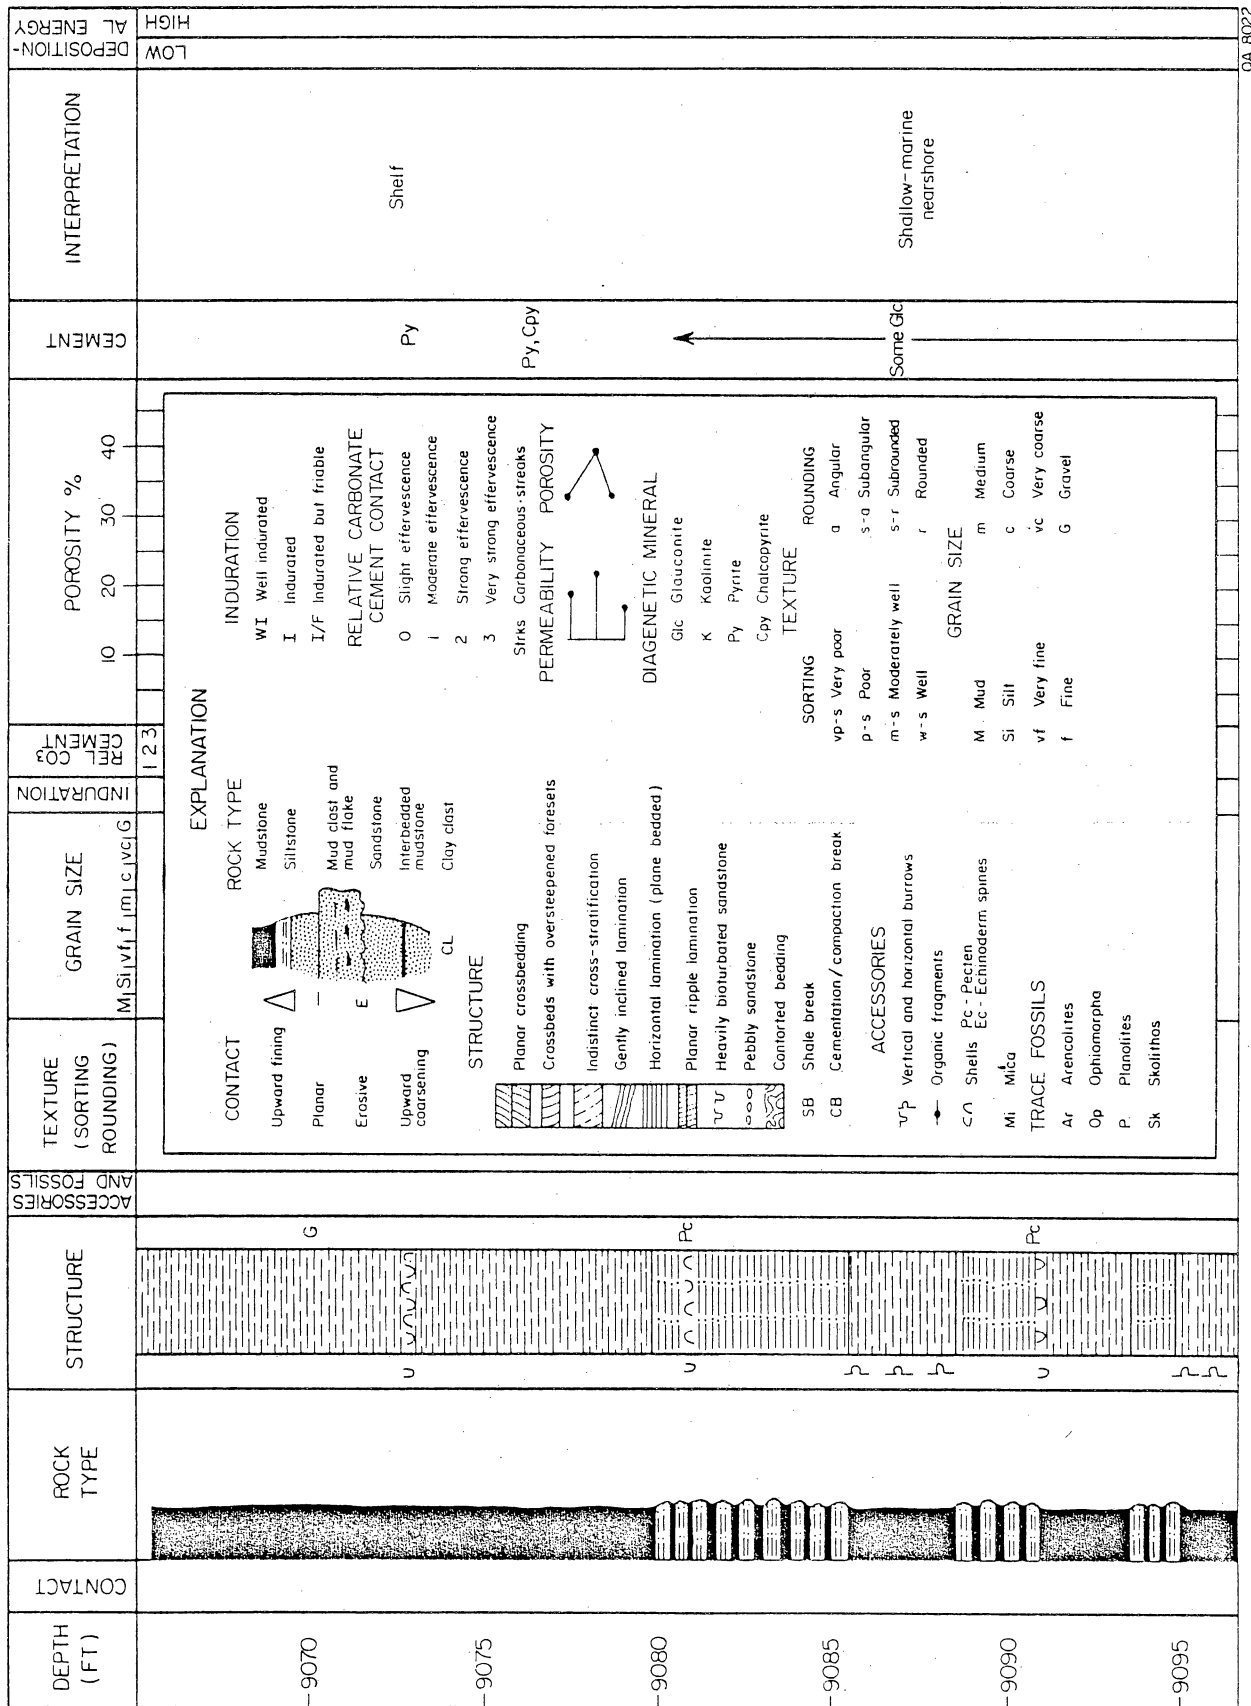 DEPTH
(FT)
CONTACT
ROCK
TYPE
STRUCTURE
ACCESSORIES
AND FOSSILS
TEXTURE
(SORTING
ROUNDING)
GRAIN SIZE
M|Si|vf| f |m| c |vc|G
INDURATION
REL CO3
CEMENT
1 2 3
POROSITY %
10 20 30 40
CEMENT
INTERPRETATION
DEPOSITION-
AL ENERGY
LOW
HIGH
9070
9075
9080
9085
9090
9095
G
Pc
Pc
Py
Py, Cpy
Some Glc
Shelf
Shallow-marine
nearshore
EXPLANATION
CONTACT
Upward fining
— Planar
E Erosive
Upward
coarsening
ROCK TYPE
Mudstone
Siltstone
Mud clast and
mud flake
Sandstone
Interbedded
mudstone
CL Clay clast
STRUCTURE
Planar crossbedding
Crossbeds with oversteepened foresets
Indistinct cross-stratification
Gently inclined lamination
Horizontal lamination (plane bedded)
Planar ripple lamination
Heavily bioturbated sandstone
Pebbly sandstone
Contorted beading
SB Shale break
CB Cementation/compaction break
ACCESSORIES
Vertical and horizontal burrows
Organic fragments
Shells Pc - Pecten
Ec - Echinoderm spines
Mi Mica
TRACE FOSSILS
Ar Arencolites
Op Ophiomorpha
P. Planolites
Sk Skolithos
INDURATION
WI Well indurated
I Indurated
I/F Indurated but friable
RELATIVE CARBONATE
CEMENT CONTACT
0 Slight effervescence
1 Moderate effervescence
2 Strong effervescence
3 Very strong effervescence
Strks Carbonaceous-streaks
PERMEABILITY POROSITY
DIAGENETIC MINERAL
Glc Glauconite
K Kaolinite
Py Pyrite
Cpy Chalcopyrite
TEXTURE
SORTING
vp-s Very poor
p-s Poor
m-s Moderately well
w-s Well
ROUNDING
a Angular
s-a Subangular
s-r Subrounded
r Rounded
GRAIN SIZE
M . Mud
Si Silt
vf Very fine
f Fine
m Medium
c Coarse
vc Very coarse
G Gravel
QA 8022